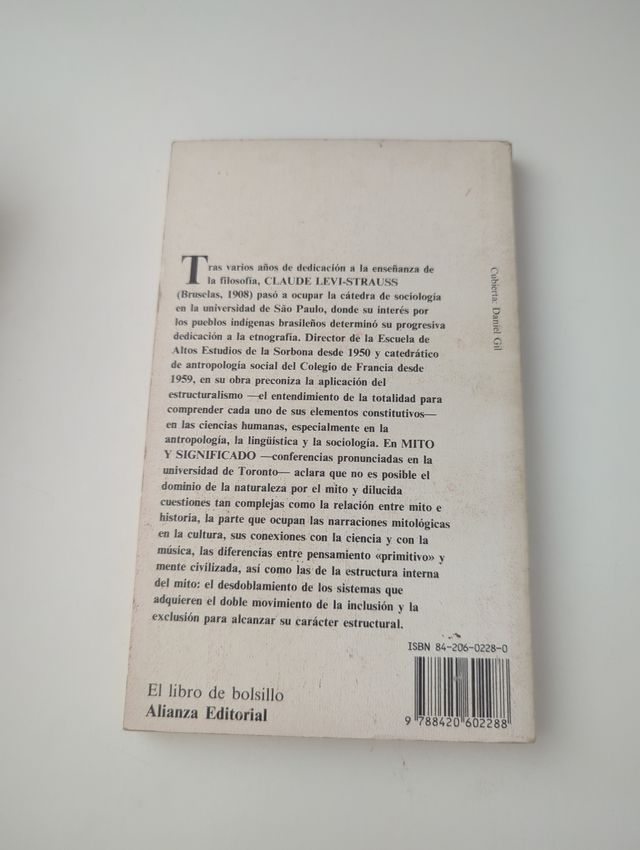 Tras varios años de dedicación a la enseñanza de
la filosofía, CLAUDE LEVI-STRAUSS
(Bruselas, 1908) pasó a ocupar la cátedra de sociología
en la universidad de São Paulo, donde su interés por
los pueblos indígenas brasileños determinó su progresiva
dedicación a la etnografía. Director de la Escuela de
Altos Estudios de la Sorbona desde 1950 y catedrático
de antropología social del Colegio de Francia desde
1959, en su obra preconiza la aplicación del
estructuralismo —el entendimiento de la totalidad para
comprender cada uno de sus elementos constitutivos—
en las ciencias humanas, especialmente en la
antropología, la lingüística y la sociología. En MITO
Y SIGNIFICADO —conferencias pronunciadas en la
universidad de Toronto— aclara que no es posible el
dominio de la naturaleza por el mito y dilucida
cuestiones tan complejas como la relación entre mito e
historia, la parte que ocupan las narraciones mitológicas
en la cultura, sus conexiones con la ciencia y con la
música, las diferencias entre pensamiento «primitivo» y
mente civilizada, así como las de la estructura interna
del mito: el desdoblamiento de los sistemas que
adquieren el doble movimiento de la inclusión y la
exclusión para alcanzar su carácter estructural.
Cubierta: Daniel Gil
ISBN 84-206-0228-0
9 788420 602288
El libro de bolsillo
Alianza Editorial